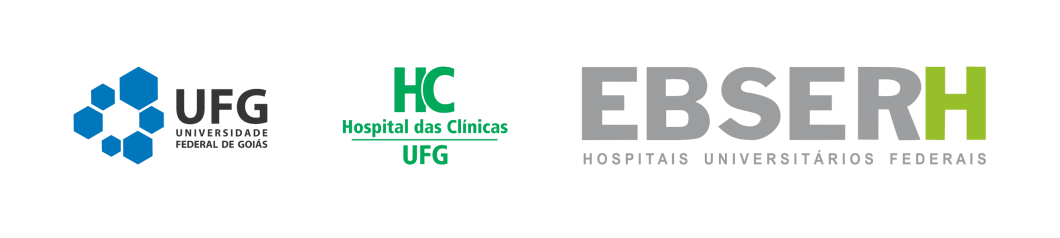 UFG
UNIVERSIDADE
FEDERAL DE GOIÁS
HC
Hospital das Clínicas
UFG
EBSERH
HOSPITAIS UNIVERSITÁRIOS FEDERAIS